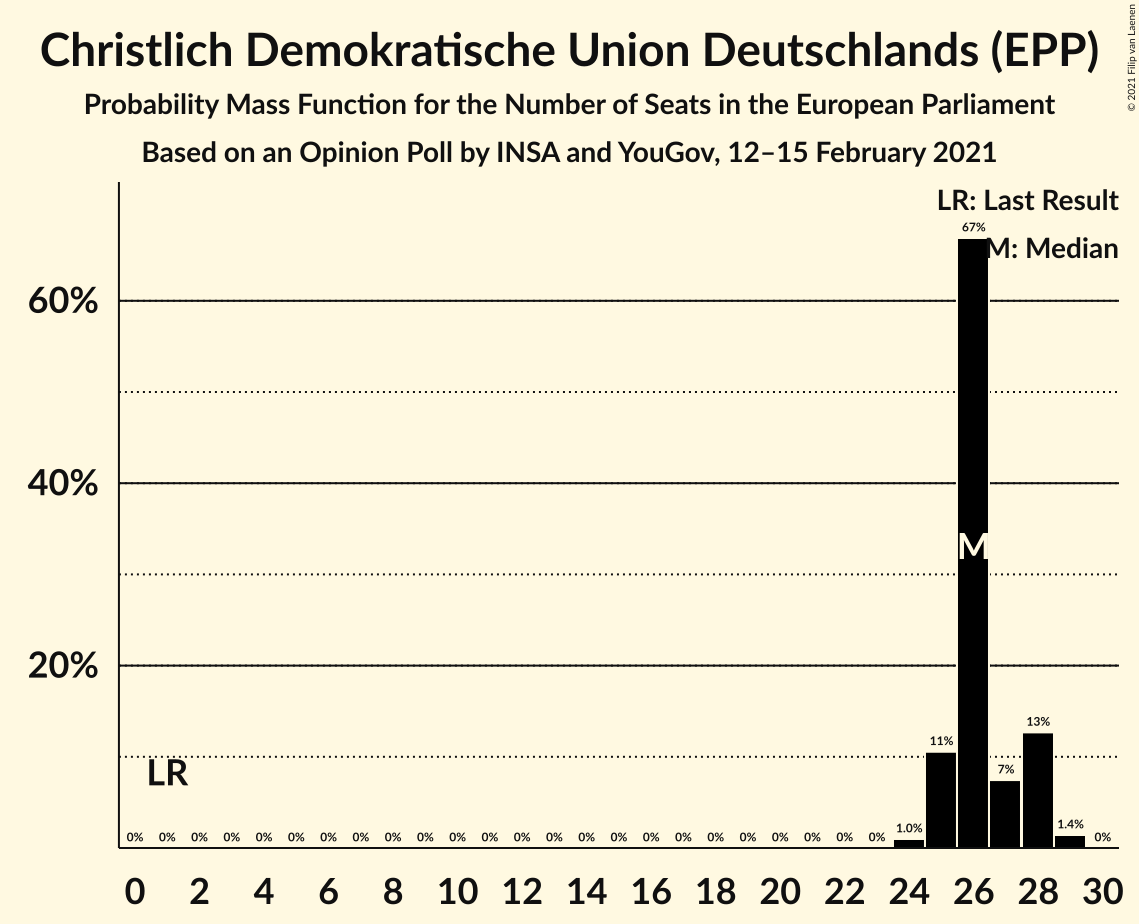 Christlich Demokratische Union Deutschlands (EPP)
Probability Mass Function for the Number of Seats in the European Parliament
Based on an Opinion Poll by INSA and YouGov, 12–15 February 2021
© 2021 Filip van Laenen
LR: Last Result
M: Median
67%
60%
40%
M
20%
13%
11%
7%
LR
1.0%
1.4%
0% 0% 0% 0% 0% 0% 0% 0% 0% 0% 0% 0% 0% 0% 0% 0% 0% 0% 0% 0% 0% 0% 0% 0% 0%
0 2 4 6 8 10 12 14 16 18 20 22 24 26 28 30